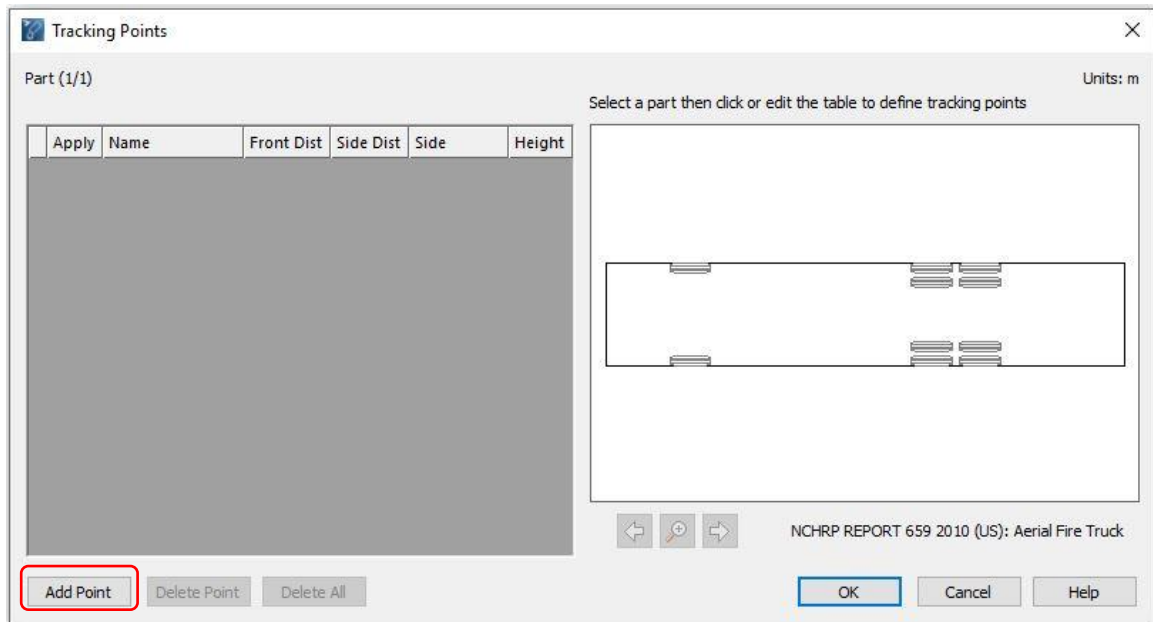 Tracking Points
Part (1/1)
Units: m
Select a part then click or edit the table to define tracking points
Apply Name Front Dist Side Dist Side Height
NCHRP REPORT 659 2010 (US): Aerial Fire Truck
Add Point Delete Point Delete All OK Cancel Help